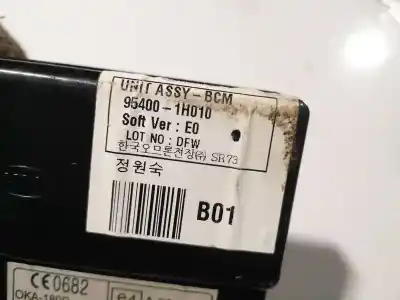 UNIT ASSY-BCM
95400-1H010
Soft Ver : E0
LOT NO : DFW
한국오므론전장(주) SR73
정원숙
B01
CE0682
e4